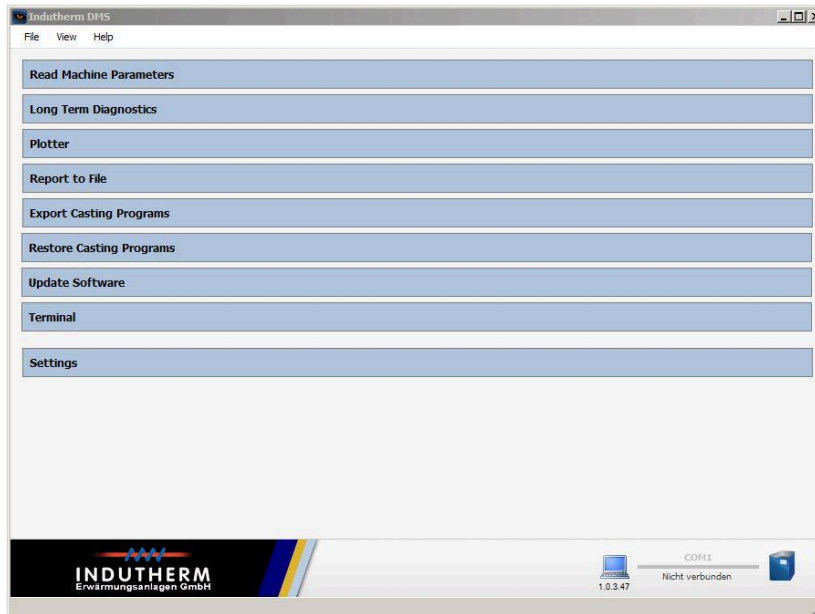 Indutherm DMS
File View Help
Read Machine Parameters
Long Term Diagnostics
Plotter
Report to File
Export Casting Programs
Restore Casting Programs
Update Software
Terminal
Settings
INDUTHERM
Erwärmungsanlagen GmbH
1.0.3.47
COM1
Nicht verbunden